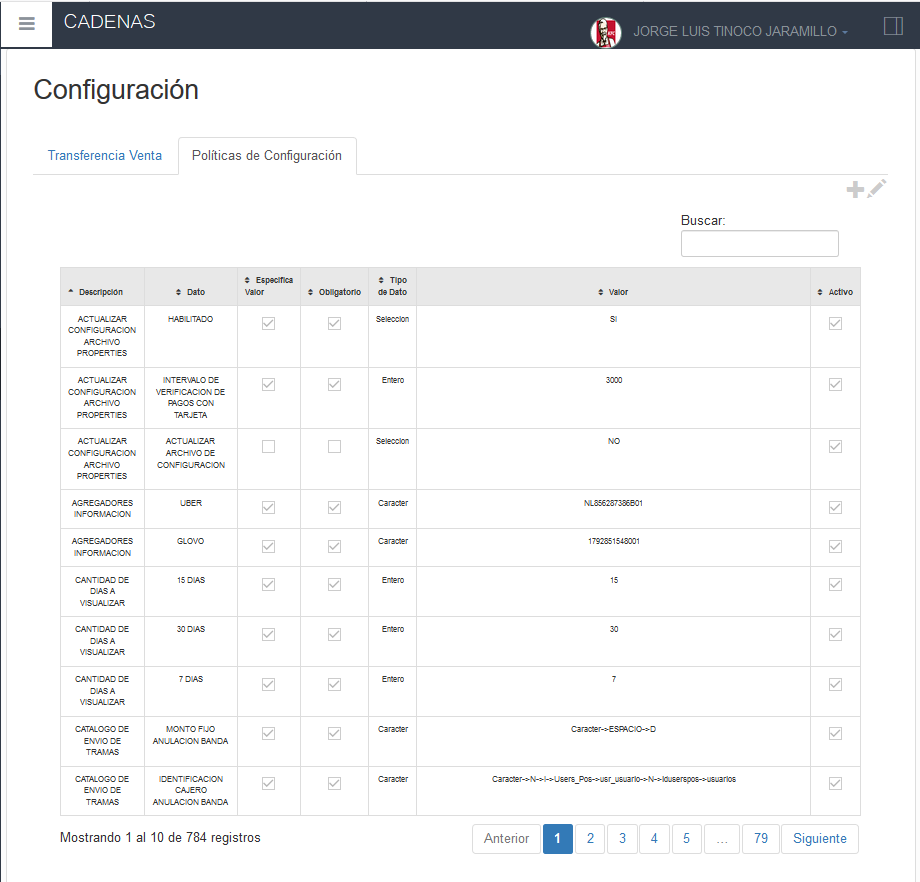 CADENAS
JORGE LUIS TINOCO JARAMILLO
Configuración
Transferencia Venta
Políticas de Configuración
Buscar:
Descripción
Dato
Especifica
Valor
Obligatorio
Tipo
de Dato
Valor
Activo
ACTUALIZAR
CONFIGURACION
ARCHIVO
PROPERTIES
HABILITADO
Seleccion
SI
ACTUALIZAR
CONFIGURACION
ARCHIVO
PROPERTIES
INTERVALO DE
VERIFICACION DE
PAGOS CON
TARJETA
Entero
3000
ACTUALIZAR
CONFIGURACION
ARCHIVO
PROPERTIES
ACTUALIZAR
ARCHIVO DE
CONFIGURACION
Seleccion
NO
AGREGADORES
INFORMACION
UBER
Caracter
NL856287386B01
AGREGADORES
INFORMACION
GLOVO
Caracter
1792851548001
CANTIDAD DE
DIAS A
VISUALIZAR
15 DIAS
Entero
15
CANTIDAD DE
DIAS A
VISUALIZAR
30 DIAS
Entero
30
CANTIDAD DE
DIAS A
VISUALIZAR
7 DIAS
Entero
7
CATALOGO DE
ENVIO DE
TRAMAS
MONTO FIJO
ANULACION BANDA
Caracter
Caracter->ESPACIO->D
CATALOGO DE
ENVIO DE
TRAMAS
IDENTIFICACION
CAJERO
ANULACION BANDA
Caracter
Caracter->N->I->Users_Pos->usr_usuario->N->Iduserspos->usuarios
Mostrando 1 al 10 de 784 registros
Anterior
1
2
3
4
5
...
79
Siguiente